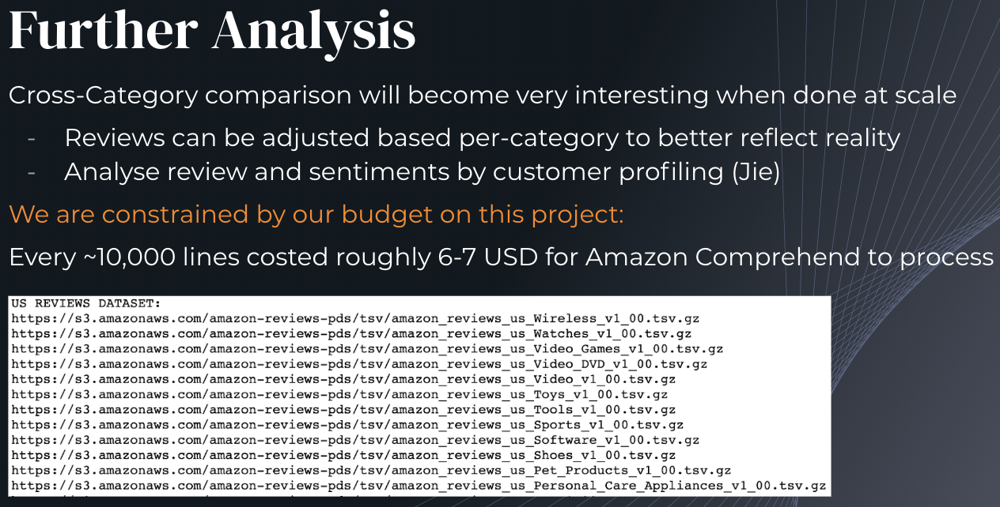 Further Analysis
Cross-Category comparison will become very interesting when done at scale
- Reviews can be adjusted based per-category to better reflect reality
- Analyse review and sentiments by customer profiling (Jie)
We are constrained by our budget on this project:
Every ~10,000 lines costed roughly 6-7 USD for Amazon Comprehend to process
US REVIEWS DATASET:
https://s3.amazonaws.com/amazon-reviews-pds/tsv/amazon_reviews_us_Wireless_v1_00.tsv.gz
https://s3.amazonaws.com/amazon-reviews-pds/tsv/amazon_reviews_us_Watches_v1_00.tsv.gz
https://s3.amazonaws.com/amazon-reviews-pds/tsv/amazon_reviews_us_Video_Games_v1_00.tsv.gz
https://s3.amazonaws.com/amazon-reviews-pds/tsv/amazon_reviews_us_Video_DVD_v1_00.tsv.gz
https://s3.amazonaws.com/amazon-reviews-pds/tsv/amazon_reviews_us_Video_v1_00.tsv.gz
https://s3.amazonaws.com/amazon-reviews-pds/tsv/amazon_reviews_us_Toys_v1_00.tsv.gz
https://s3.amazonaws.com/amazon-reviews-pds/tsv/amazon_reviews_us_Tools_v1_00.tsv.gz
https://s3.amazonaws.com/amazon-reviews-pds/tsv/amazon_reviews_us_Sports_v1_00.tsv.gz
https://s3.amazonaws.com/amazon-reviews-pds/tsv/amazon_reviews_us_Software_v1_00.tsv.gz
https://s3.amazonaws.com/amazon-reviews-pds/tsv/amazon_reviews_us_Shoes_v1_00.tsv.gz
https://s3.amazonaws.com/amazon-reviews-pds/tsv/amazon_reviews_us_Pet_Products_v1_00.tsv.gz
https://s3.amazonaws.com/amazon-reviews-pds/tsv/amazon_reviews_us_Personal_Care_Appliances_v1_00.tsv.gz